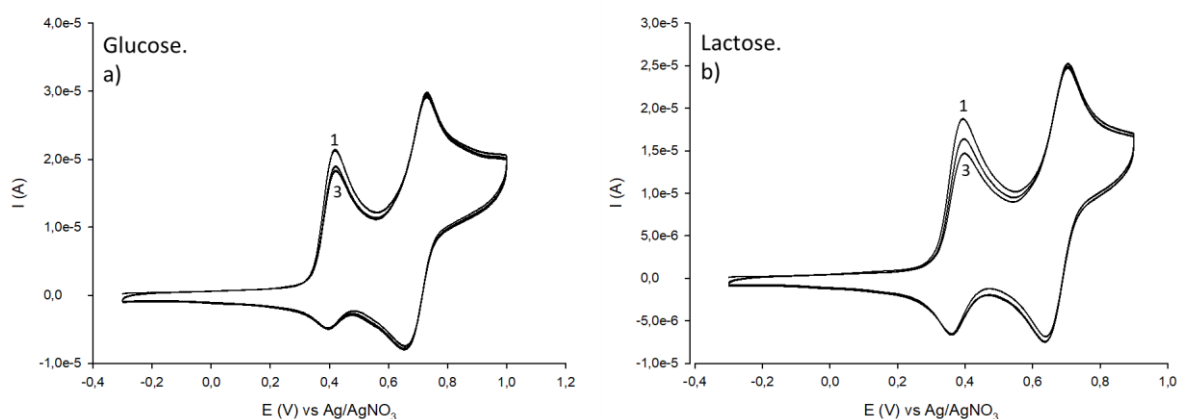 Glucose.
a)
4,0e-5
3,0e-5
2,0e-5
1,0e-5
0,0
-1,0e-5
I (A)
1
3
-0,4 -0,2 0,0 0,2 0,4 0,6 0,8 1,0 1,2
E (V) vs Ag/AgNO₃
Lactose.
b)
3,0e-5
2,5e-5
2,0e-5
1,5e-5
1,0e-5
5,0e-6
0,0
-5,0e-6
-1,0e-5
I (A)
1
3
-0,4 -0,2 0,0 0,2 0,4 0,6 0,8 1,0
E (V) vs Ag/AgNO₃